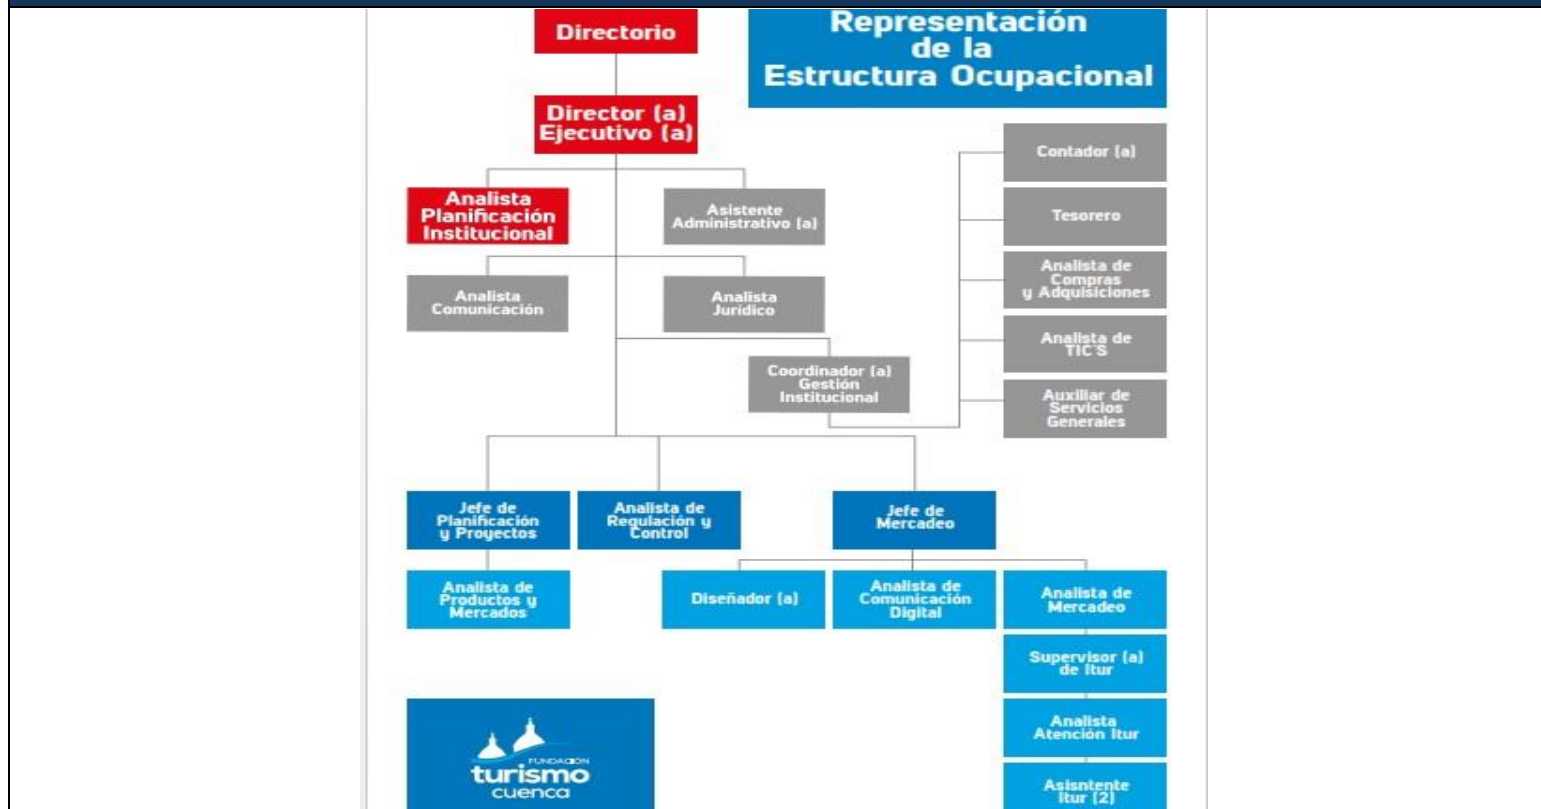 Directorio
Representación
de la
Estructura Ocupacional
Director (a)
Ejecutivo (a)
Contador (a)
Analista
Planificación
Institucional
Asistente
Administrativo (a)
Tesorero
Analista de
Compras
y Adquisiciones
Analista
Comunicación
Analista
Jurídico
Analista de
TIC'S
Coordinador (a)
Gestión
Institucional
Auxiliar de
Servicios
Generales
Jefe de
Planificación
y Proyectos
Analista de
Regulación y
Control
Jefe de
Mercadeo
Analista de
Productos y
Mercados
Diseñador (a)
Analista de
Comunicación
Digital
Analista de
Mercadeo
Supervisor (a)
de Itur
Analista
Atención Itur
Asisntente
Itur (2)
FUNDACIÓN
turismo
cuenca